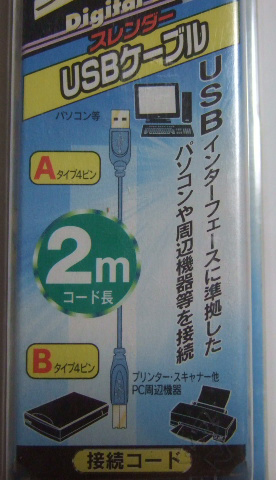 Digital
スレンダー
USBケーブル
パソコン等
USBインターフェースに準拠した
パソコンや周辺機器等を接続
Aタイプ4ピン
2m
コード長
Bタイプ4ピン
プリンター・スキャナー他
PC周辺機器
接続コード